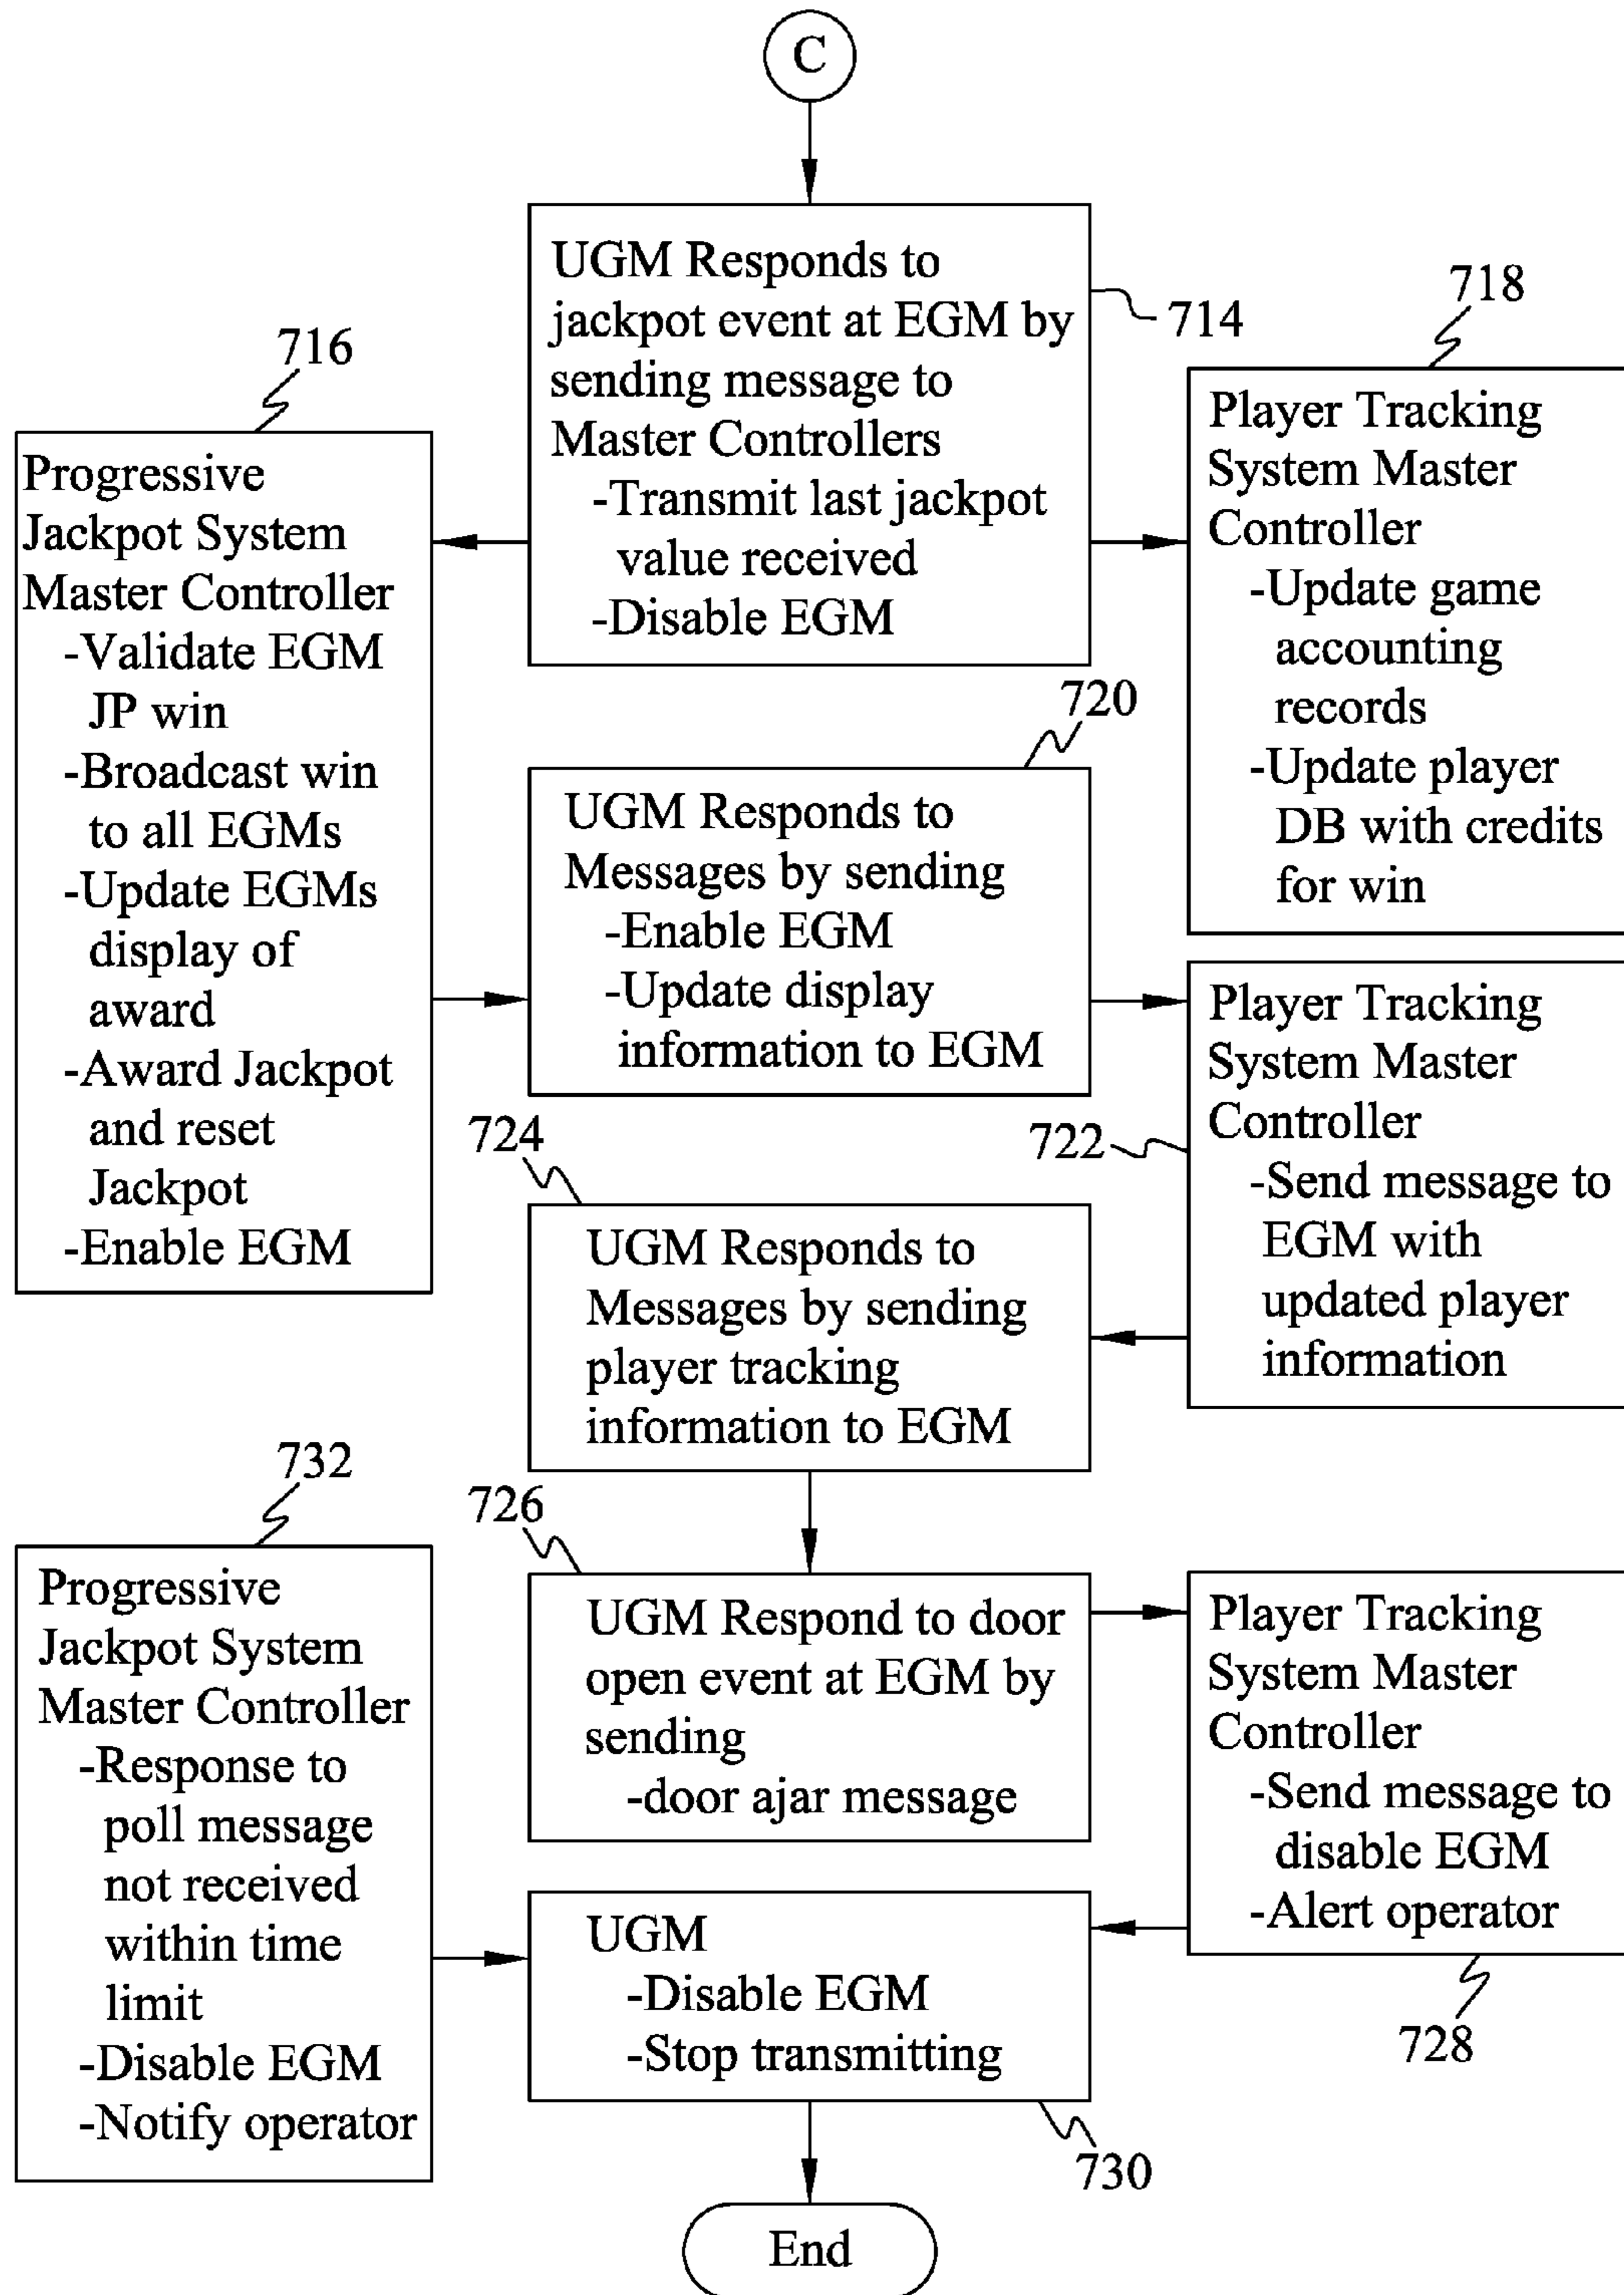 C
UGM Responds to
jackpot event at EGM by
sending message to
Master Controllers
-Transmit last jackpot
value received
-Disable EGM
714
716
Progressive
Jackpot System
Master Controller
-Validate EGM
JP win
-Broadcast win
to all EGMs
-Update EGMs
display of
award
-Award Jackpot
and reset
Jackpot
-Enable EGM
718
Player Tracking
System Master
Controller
-Update game
accounting
records
-Update player
DB with credits
for win
720
UGM Responds to
Messages by sending
-Enable EGM
-Update display
information to EGM
722
Player Tracking
System Master
Controller
-Send message to
EGM with
updated player
information
724
UGM Responds to
Messages by sending
player tracking
information to EGM
726
UGM Respond to door
open event at EGM by
sending
-door ajar message
Player Tracking
System Master
Controller
-Send message to
disable EGM
-Alert operator
728
732
Progressive
Jackpot System
Master Controller
-Response to
poll message
not received
within time
limit
-Disable EGM
-Notify operator
UGM
-Disable EGM
-Stop transmitting
730
End